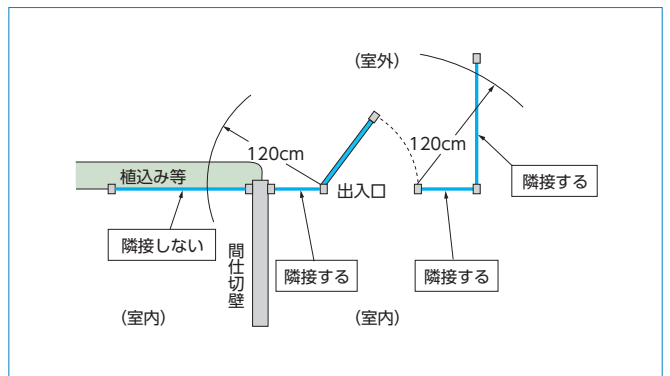 (室外)
120cm
120cm
植込み等
出入口
隣接する
隣接しない
間仕切壁
隣接する
隣接する
(室内)
(室内)